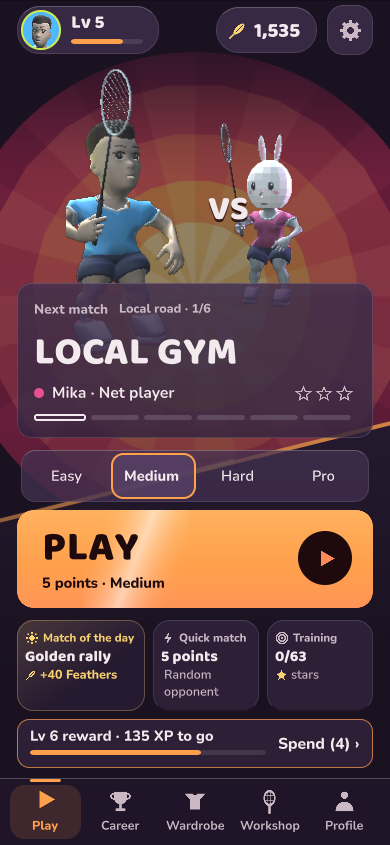 Lv 5
1,535
VS
Next match Local road · 1/6
LOCAL GYM
Mika · Net player
Easy Medium Hard Pro
PLAY
5 points · Medium
Match of the day
Golden rally
+40 Feathers
Quick match
5 points
Random
opponent
Training
0/63
stars
Lv 6 reward · 135 XP to go
Spend (4) ›
Play Career Wardrobe Workshop Profile